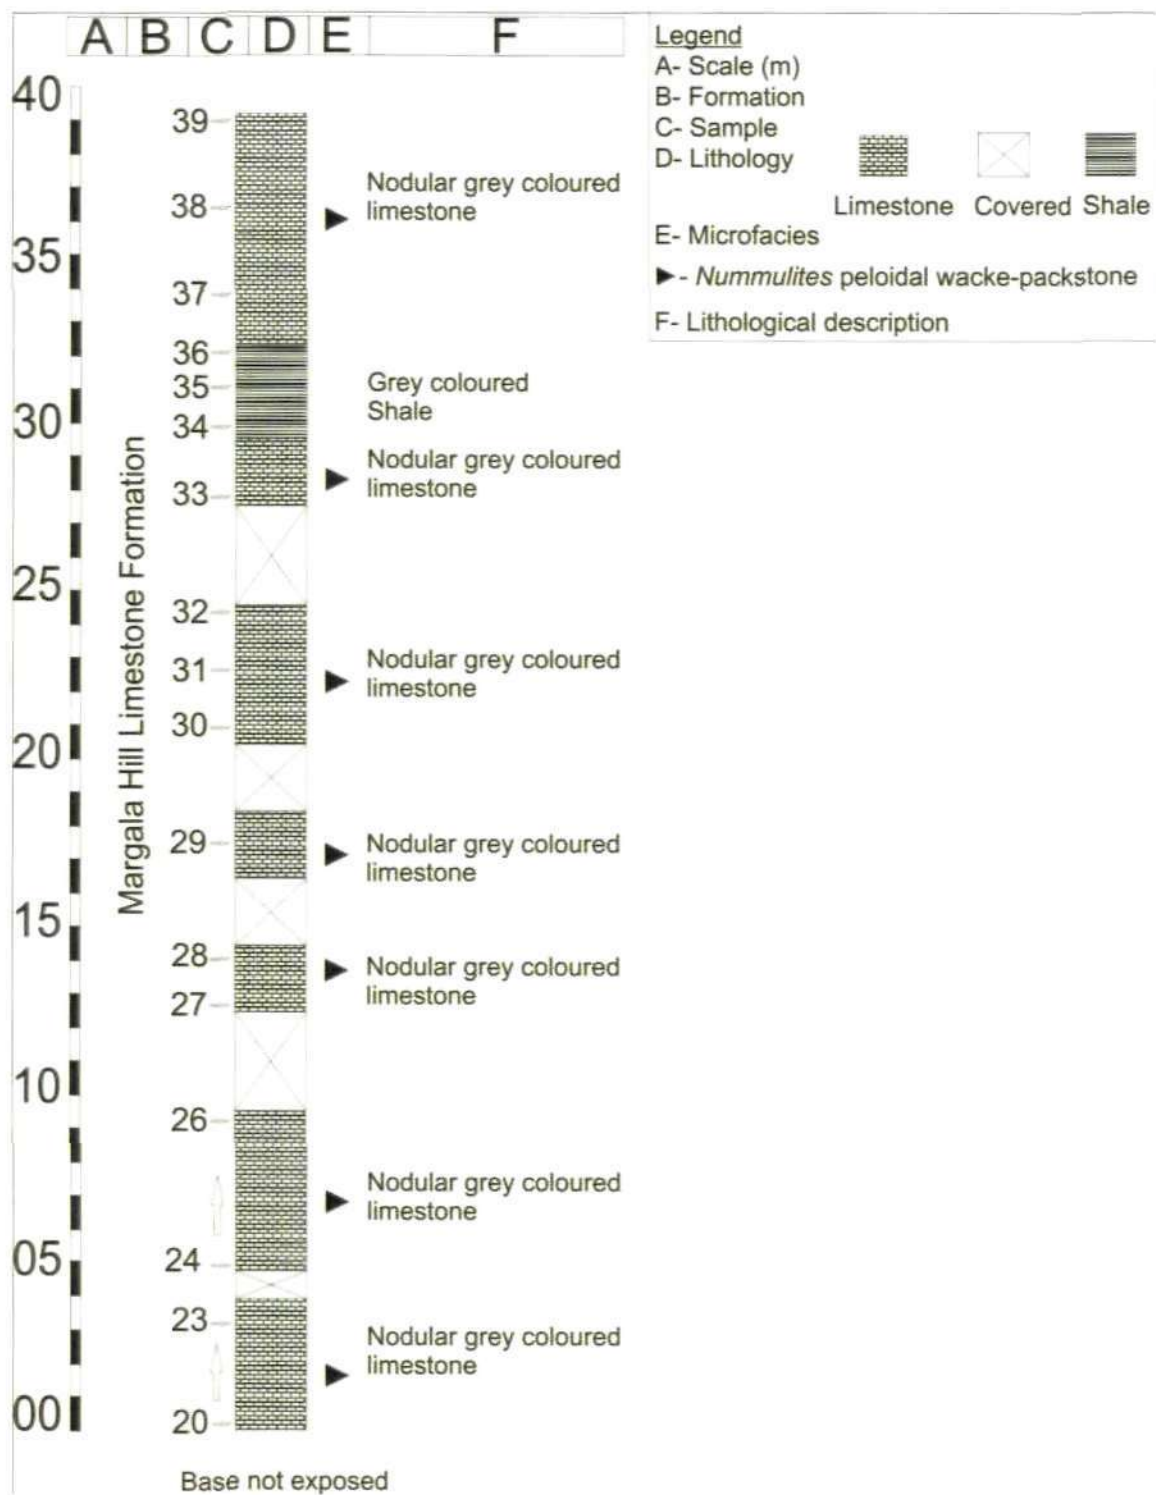 A B C D E F
Legend
A- Scale (m)
B- Formation
C- Sample
D- Lithology
Limestone Covered Shale
E- Microfacies
►- Nummulites peloidal wacke-packstone
F- Lithological description
40
39
Nodular grey coloured
limestone
38
35
37
36
Grey coloured
Shale
35
30
34
Nodular grey coloured
limestone
33
Margala Hill Limestone Formation
25
32
Nodular grey coloured
limestone
31
30
20
29
Nodular grey coloured
limestone
15
28
Nodular grey coloured
limestone
27
10
26
Nodular grey coloured
limestone
05
24
23
Nodular grey coloured
limestone
00
20
Base not exposed